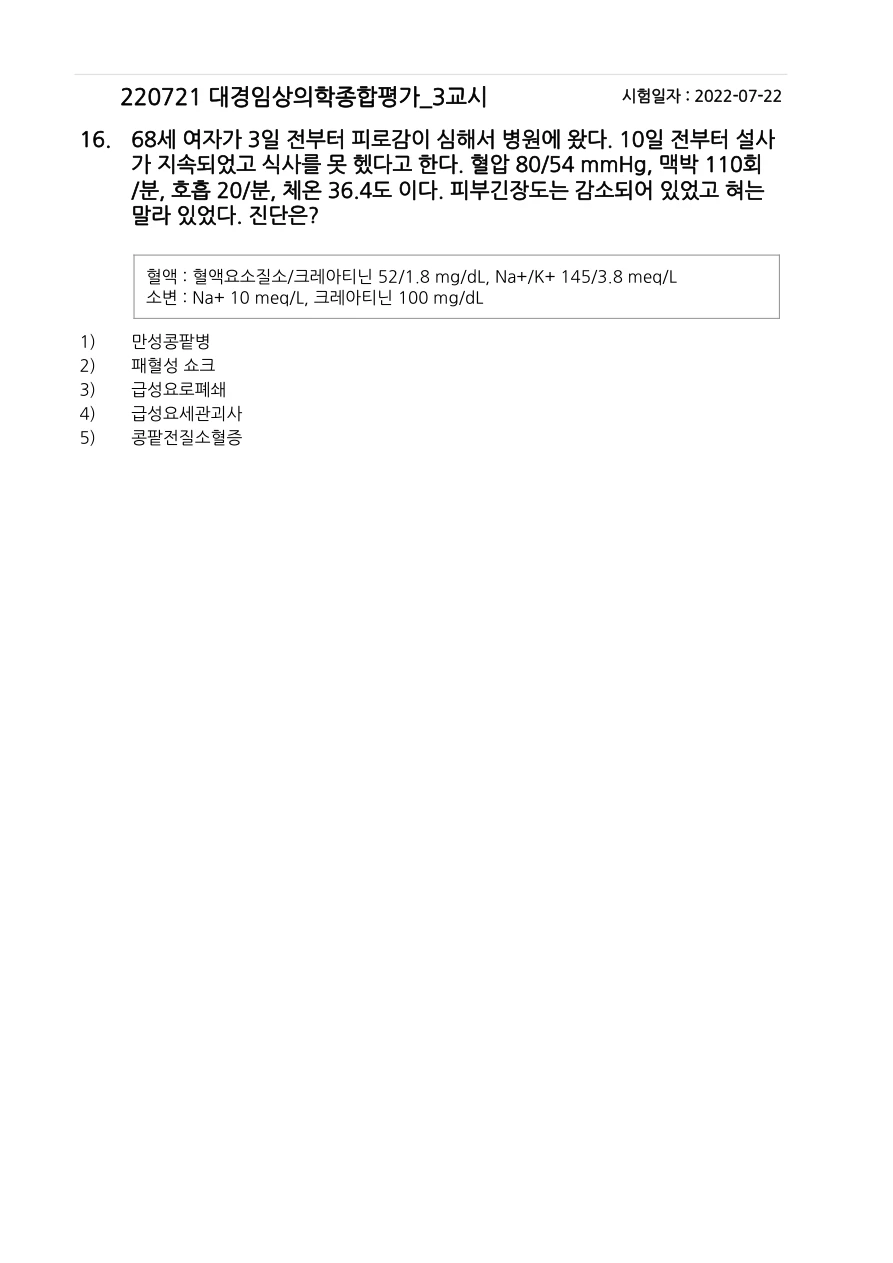 220721 대경임상의학종합평가_3교시 시험일자 : 2022-07-22
16. 68세 여자가 3일 전부터 피로감이 심해서 병원에 왔다. 10일 전부터 설사
가 지속되었고 식사를 못 헀다고 한다. 혈압 80/54 mmHg, 맥박 110회
/분, 호흡 20/분, 체온 36.4도 이다. 피부긴장도는 감소되어 있었고 혀는
말라 있었다. 진단은?
혈액 : 혈액요소질소/크레아티닌 52/1.8 mg/dL, Na+/K+ 145/3.8 meq/L
소변 : Na+ 10 meq/L, 크레아티닌 100 mg/dL
1) 만성콩팥병
2) 패혈성 쇼크
3) 급성요로폐쇄
4) 급성요세관괴사
5) 콩팥전질소혈증